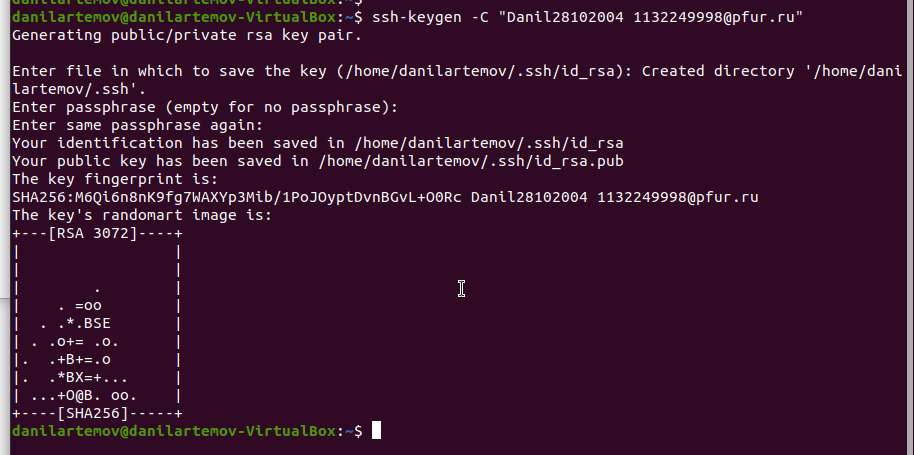 danilartemov@danilartemov-VirtualBox:~$
danilartemov@danilartemov-VirtualBox:~$ ssh-keygen -C "Danil28102004 1132249998@pfur.ru"
Generating public/private rsa key pair.
Enter file in which to save the key (/home/danilartemov/.ssh/id_rsa): Created directory '/home/dani
lartemov/.ssh'.
Enter passphrase (empty for no passphrase):
Enter same passphrase again:
Your identification has been saved in /home/danilartemov/.ssh/id_rsa
Your public key has been saved in /home/danilartemov/.ssh/id_rsa.pub
The key fingerprint is:
SHA256:M6Qi6n8nK9fg7WAXYp3Mib/1PoJOyptDvnBGvL+O0Rc Danil28102004 1132249998@pfur.ru
The key's randomart image is:
+---[RSA 3072]----+
|                 |
|                 |
|        .        |
|    . =oo        |
|  . .*.BSE       |
| . .o+= .o.      |
|.  .+B+=.o       |
|.  .*BX=+...     |
| ...+O@B. oo.    |
+----[SHA256]-----+
danilartemov@danilartemov-VirtualBox:~$